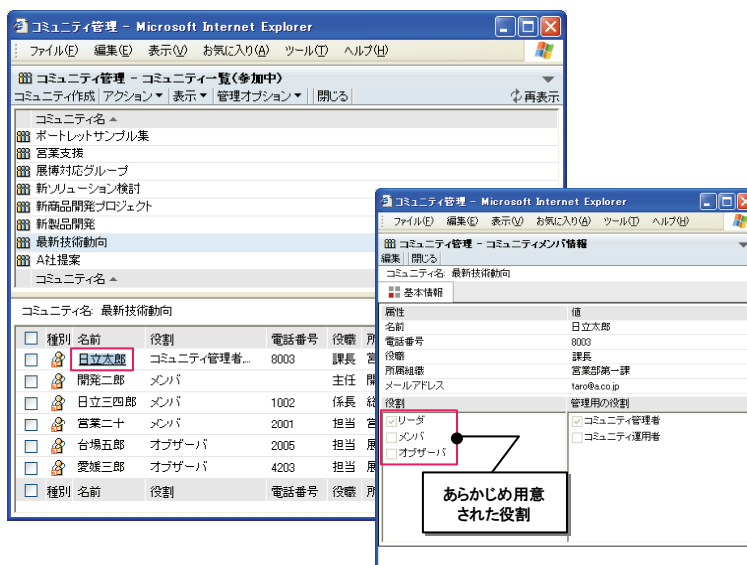 コミュニティ管理 - Microsoft Internet Explorer
ファイル(F) 編集(E) 表示(V) お気に入り(A) ツール(T) ヘルプ(H)
コミュニティ管理 - コミュニティ一覧(参加中)
コミュニティ作成 アクション▼ 表示▼ 管理オプション▼ 閉じる 再表示
コミュニティ名
ポートレットサンプル集
営業支援
展博対応グループ
新ソリューション検討
新商品開発プロジェクト
新製品開発
最新技術動向
A社提案
コミュニティ名
コミュニティ名: 最新技術動向
種別 名前 役割 電話番号 役職
日立太郎 コミュニティ管理者,... 8003 課長
開発二郎 メンバ 主任
日立三四郎 メンバ 1002 係長
営業二十 メンバ 2001 担当
台場五郎 オブザーバ 2005 担当
愛媛三郎 オブザーバ 4203 担当
種別 名前 役割 電話番号 役職
コミュニティ管理 - Microsoft Internet Explorer
ファイル(F) 編集(E) 表示(V) お気に入り(A) ツール(T) ヘルプ(H)
コミュニティ管理 - コミュニティメンバ情報
編集 閉じる
コミュニティ名: 最新技術動向
基本情報
属性 値
名前 日立太郎
電話番号 8003
役職 課長
所属組織 営業部第一課
メールアドレス taro@a.co.jp
役割 管理用の役割
リーダ コミュニティ管理者
メンバ コミュニティ運用者
オブザーバ
あらかじめ用意
された役割